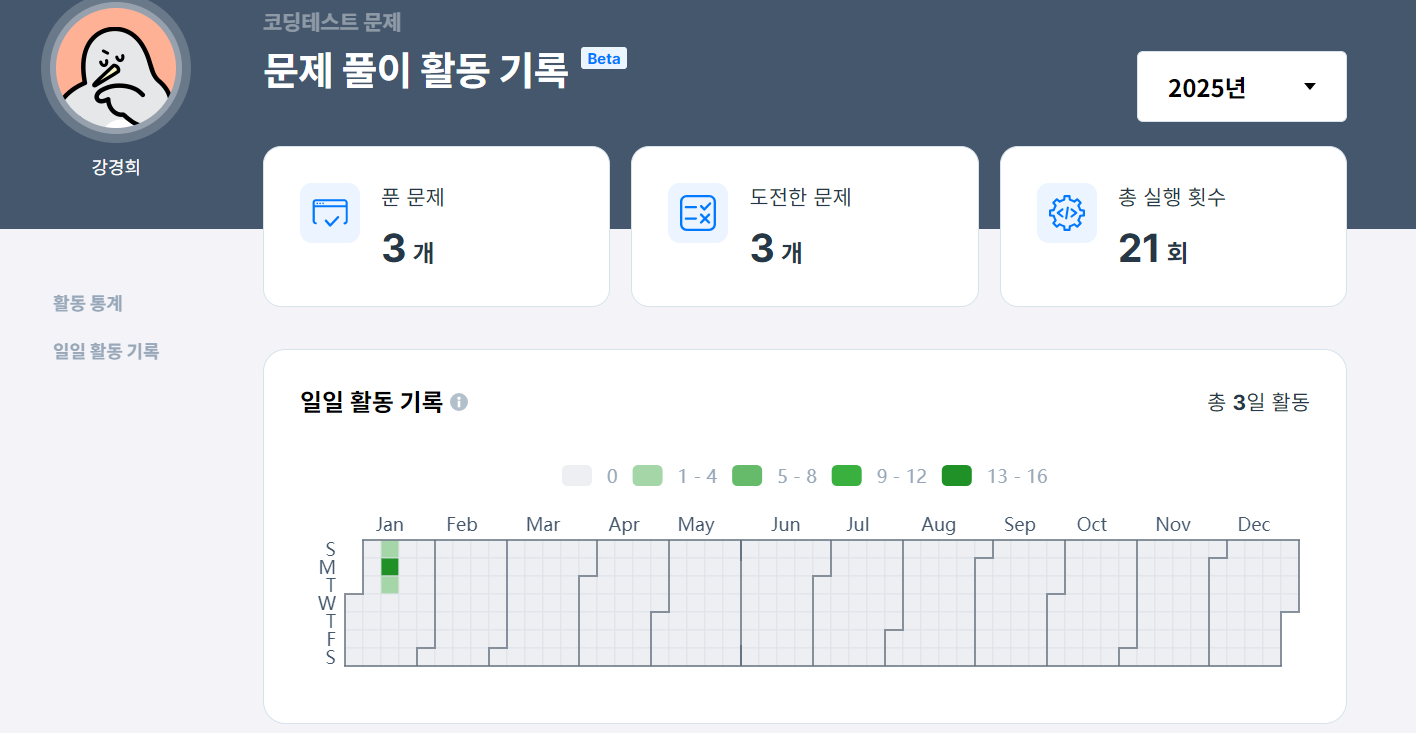 코딩테스트 문제
문제 풀이 활동 기록 Beta
2025년
강경희
푼 문제
3 개
도전한 문제
3 개
총 실행 횟수
21 회
활동 통계
일일 활동 기록
일일 활동 기록
총 3일 활동
0 1 - 4 5 - 8 9 - 12 13 - 16
Jan Feb Mar Apr May Jun Jul Aug Sep Oct Nov Dec
S
M
T
W
T
F
S